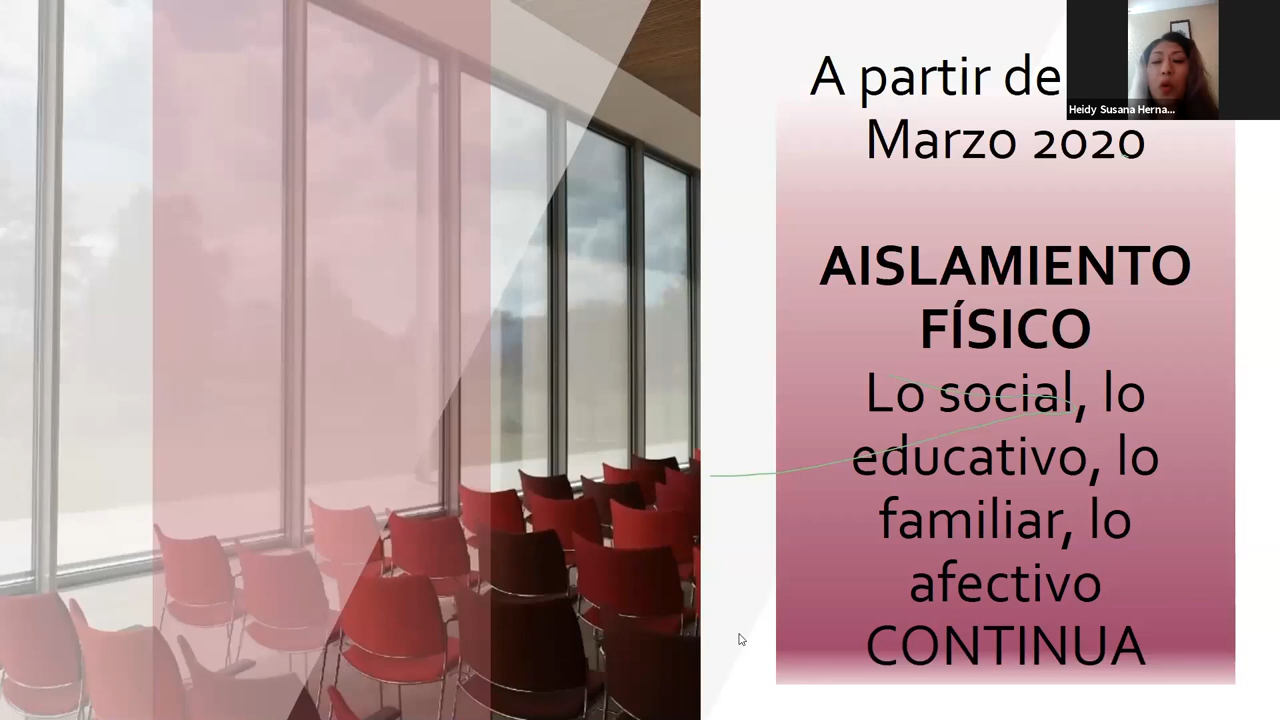 A partir de
Marzo 2020
AISLAMIENTO
FÍSICO
Lo social, lo
educativo, lo
familiar, lo
afectivo
CONTINUA
Heidy Susana Herna...